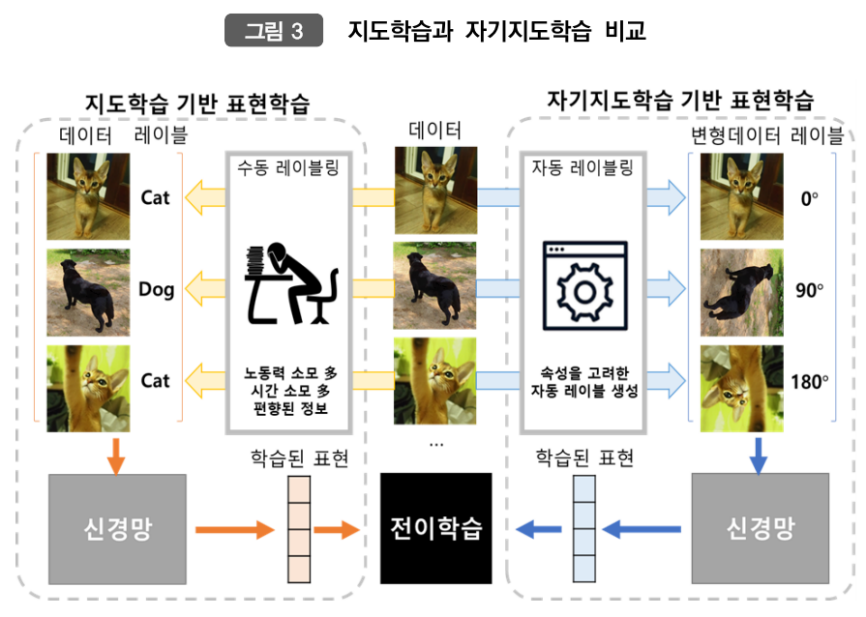 그림 3 지도학습과 자기지도학습 비교
지도학습 기반 표현학습
데이터 레이블
수동 레이블링
Cat
Dog
Cat
노동력 소모 多
시간 소모 多
편향된 정보
데이터
...
자기지도학습 기반 표현학습
자동 레이블링
변형데이터 레이블
0°
90°
180°
속성을 고려한
자동 레이블 생성
학습된 표현
신경망
전이학습
학습된 표현
신경망